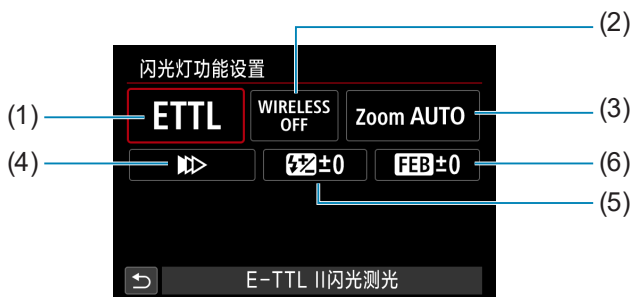 (2)
闪光灯功能设置
(1) ETTL WIRELESS OFF Zoom AUTO (3)
(4) ±0 FEB ±0 (6)
(5)
E-TTL II闪光测光